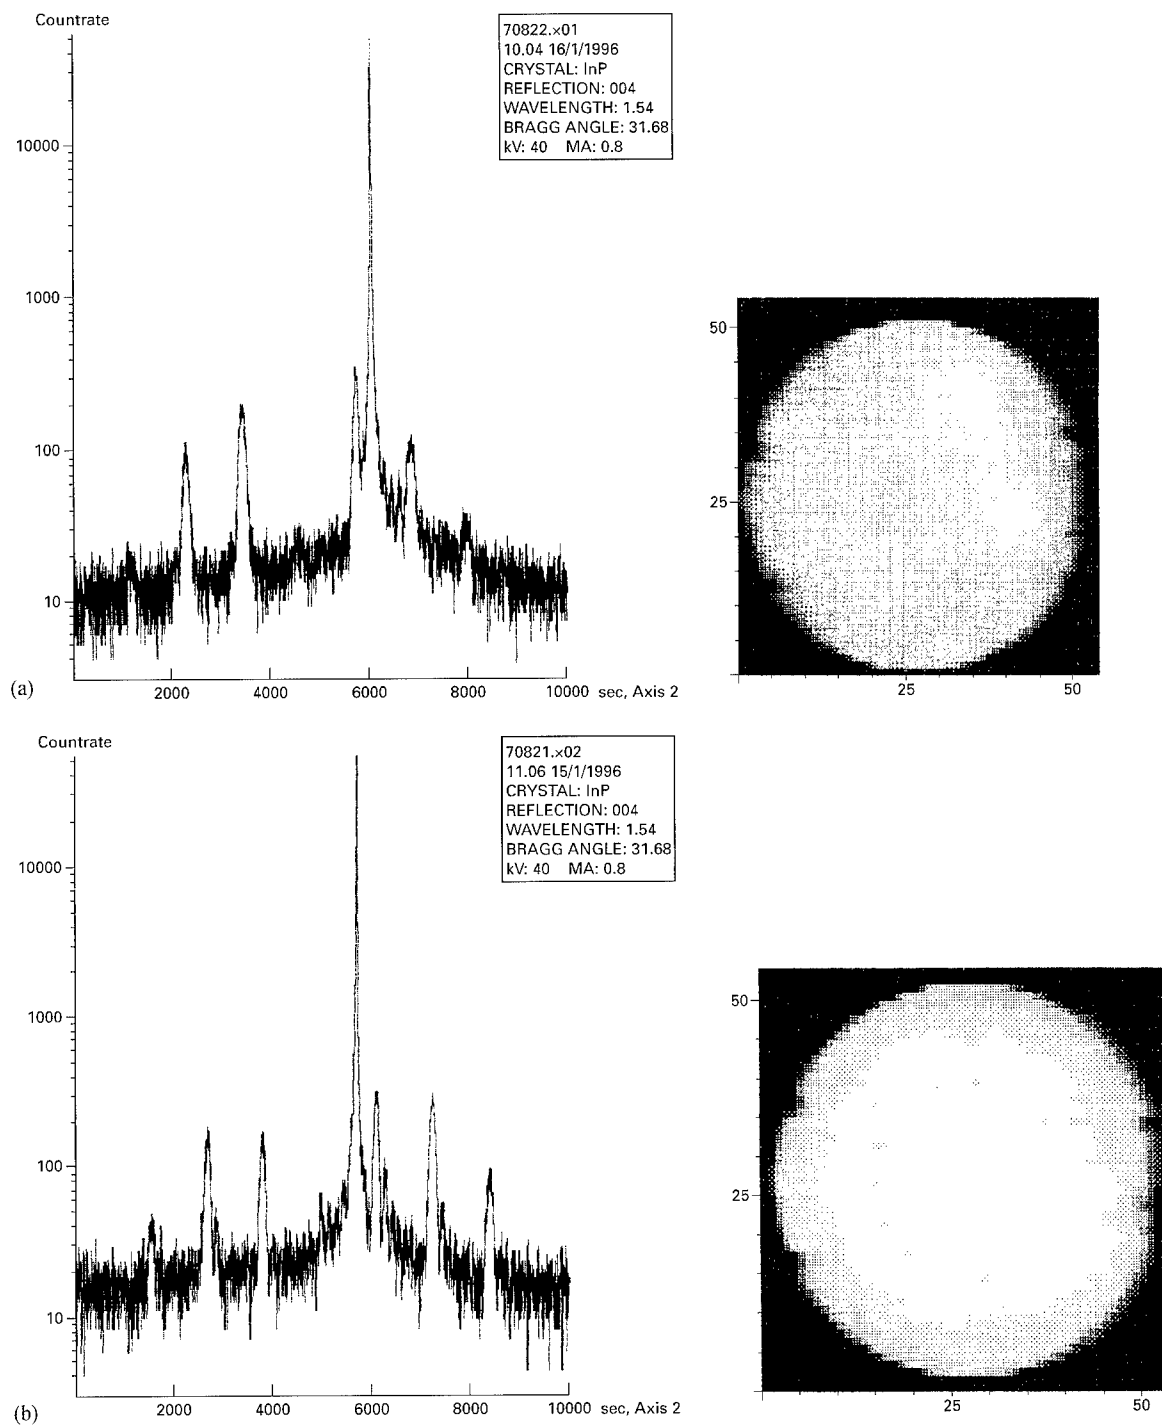 Countrate
70822.x01
10.04 16/1/1996
CRYSTAL: InP
REFLECTION: 004
WAVELENGTH: 1.54
BRAGG ANGLE: 31.68
kV: 40 MA: 0.8
10000
1000
100
10
2000 4000 6000 8000 10000 sec, Axis 2
(a)
50
25
25 50
Countrate
70821.x02
11.06 15/1/1996
CRYSTAL: InP
REFLECTION: 004
WAVELENGTH: 1.54
BRAGG ANGLE: 31.68
kV: 40 MA: 0.8
10000
1000
100
10
2000 4000 6000 8000 10000 sec, Axis 2
(b)
50
25
25 50